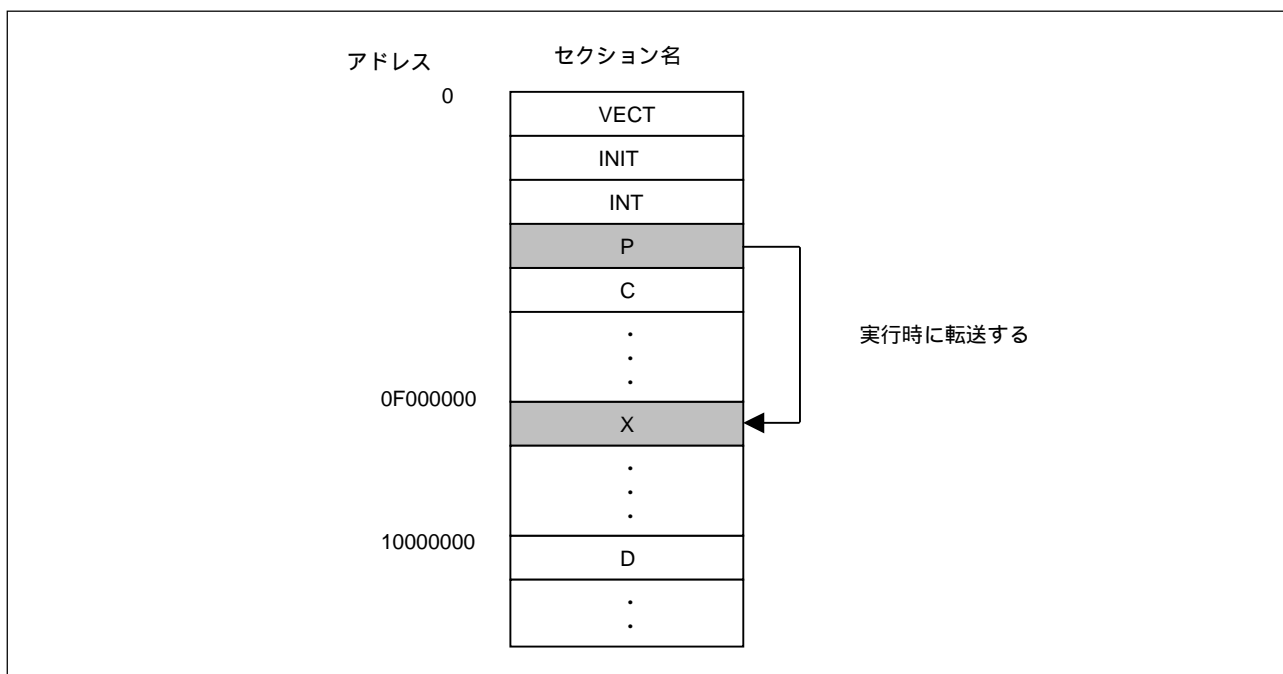 アドレス
セクション名
0
VECT
INIT
INT
P
C
実行時に転送する
0F000000
X
10000000
D